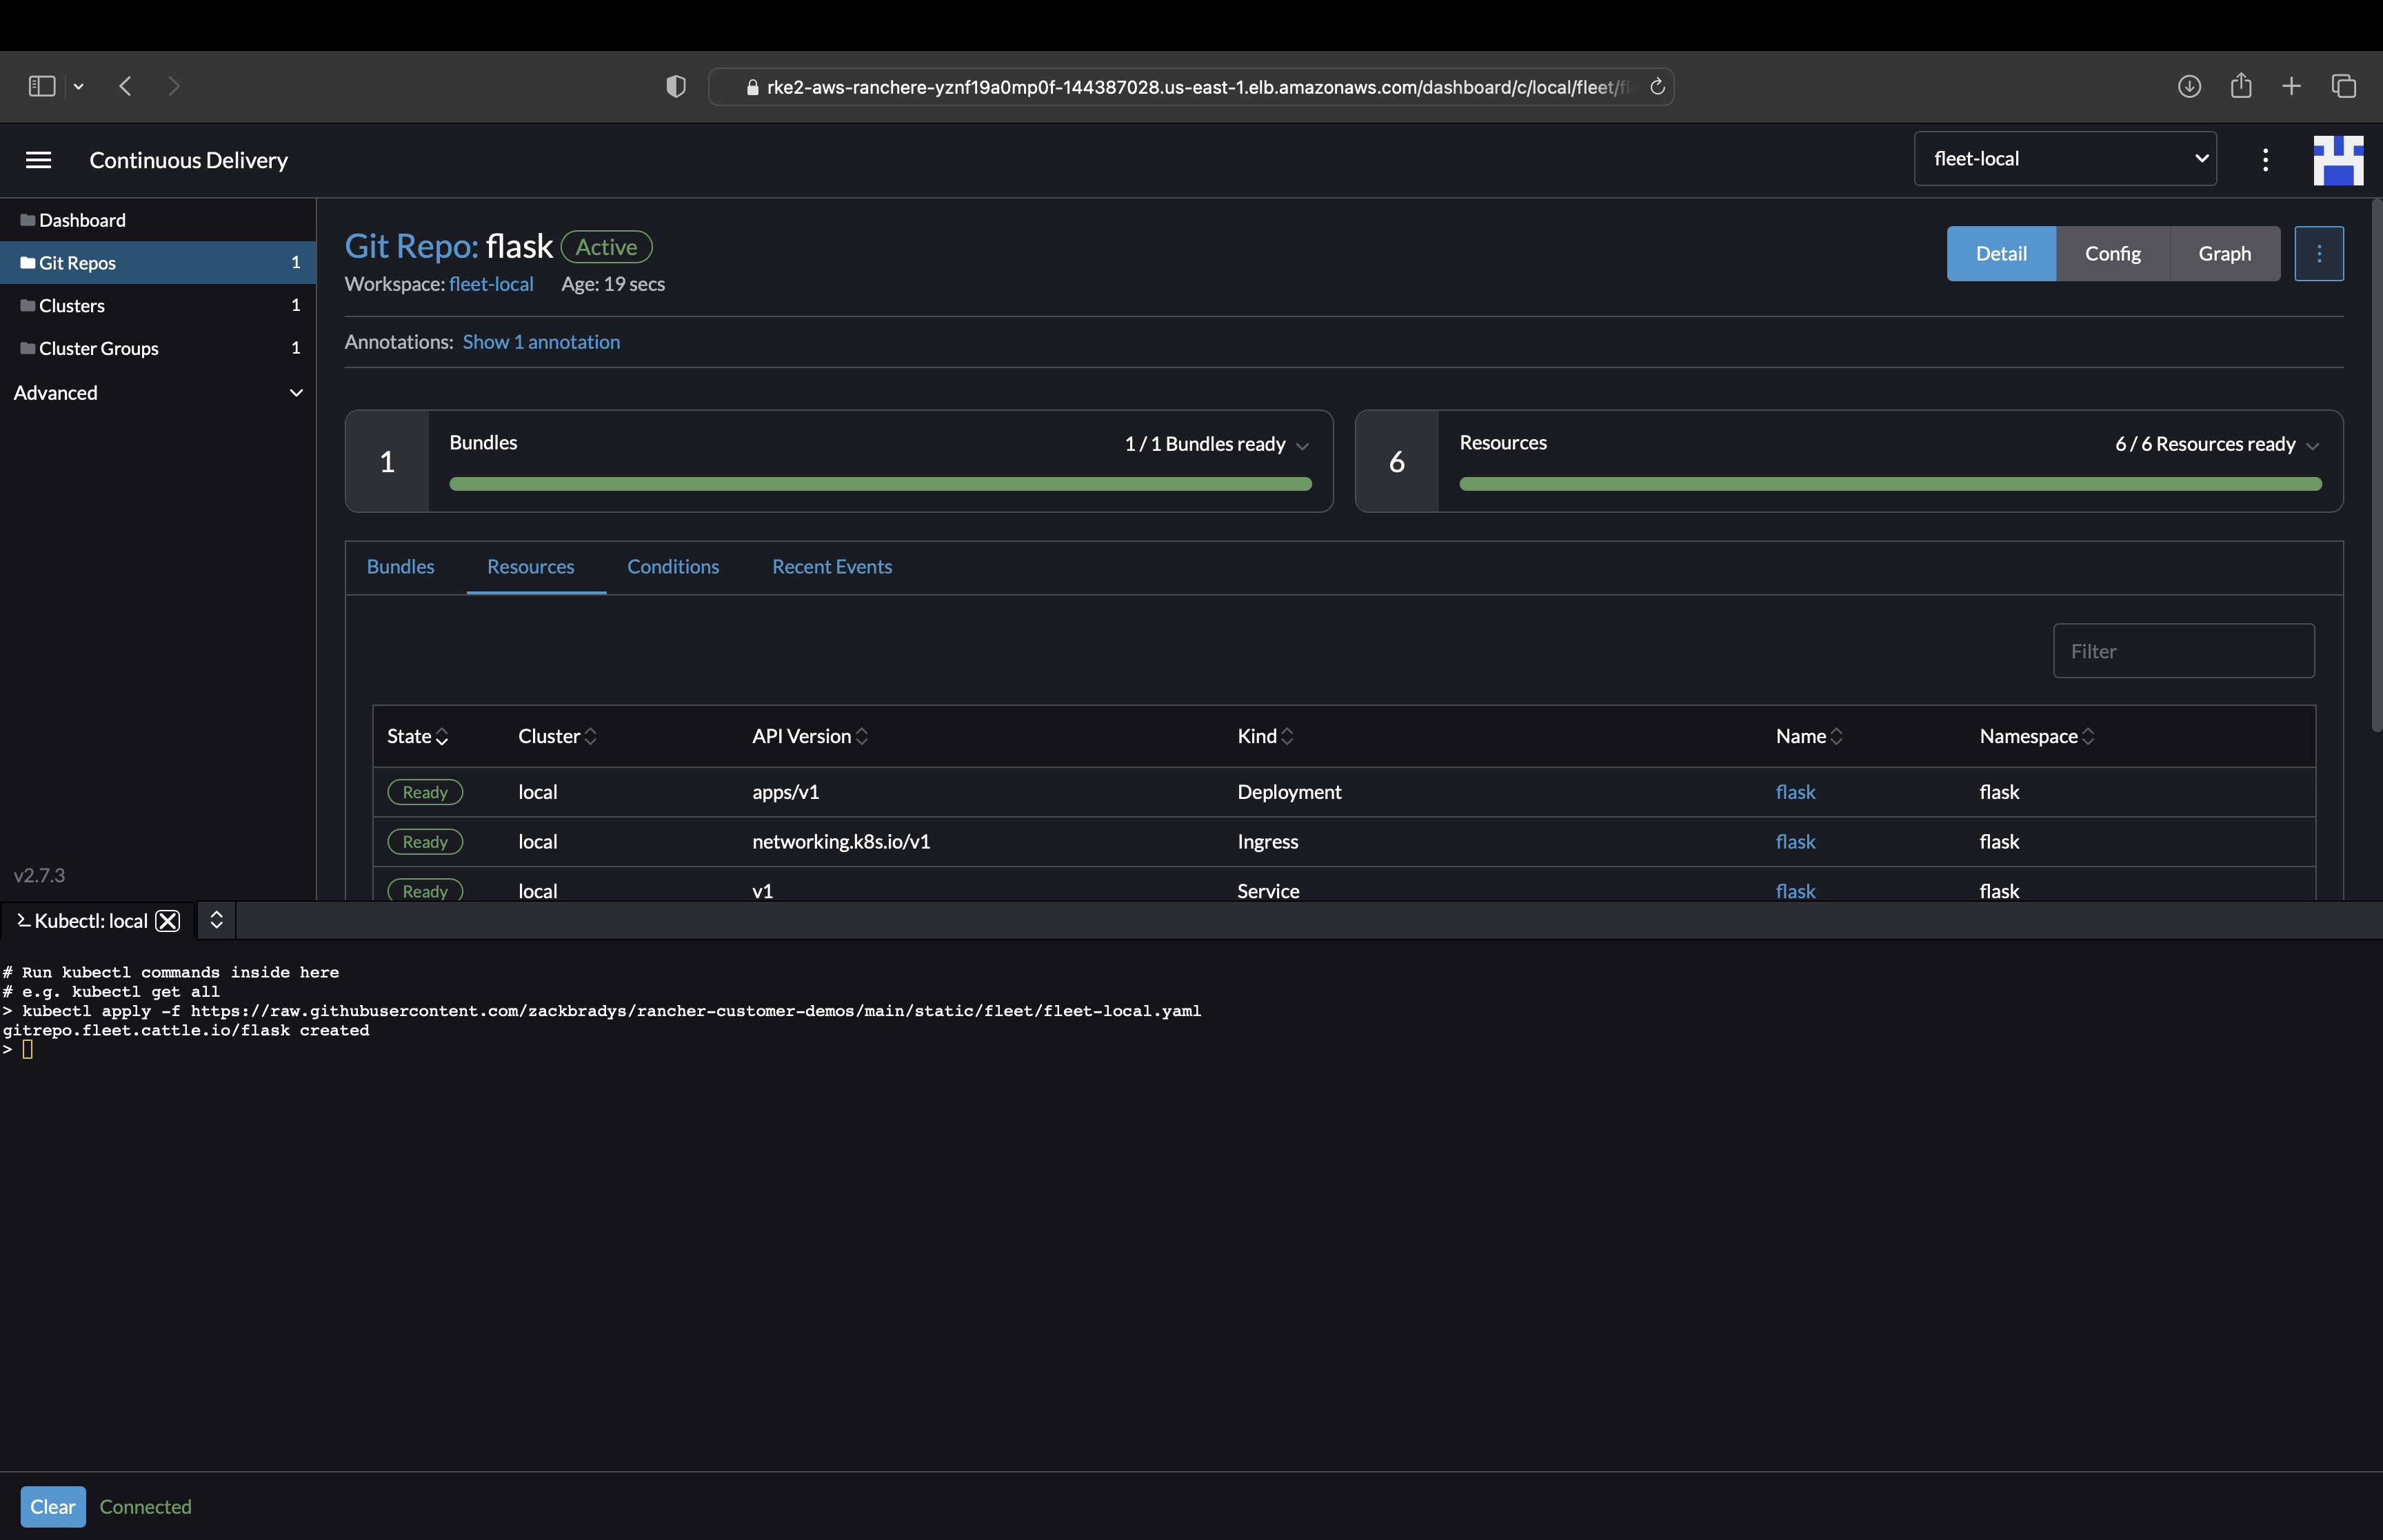 rke2-aws-ranchere-yznf19a0mp0f-144387028.us-east-1.elb.amazonaws.com/dashboard/c/local/fleet/
Continuous Delivery
fleet-local
Dashboard
Git Repos 1
Clusters 1
Cluster Groups 1
Advanced
v2.7.3
Git Repo: flask Active
Workspace: fleet-local Age: 19 secs
Detail Config Graph
Annotations: Show 1 annotation
1 Bundles 1 / 1 Bundles ready
6 Resources 6 / 6 Resources ready
Bundles Resources Conditions Recent Events
Filter
State Cluster API Version Kind Name Namespace
Ready local apps/v1 Deployment flask flask
Ready local networking.k8s.io/v1 Ingress flask flask
Ready local v1 Service flask flask
Kubectl: local
# Run kubectl commands inside here
# e.g. kubectl get all
> kubectl apply -f https://raw.githubusercontent.com/zackbradys/rancher-customer-demos/main/static/fleet/fleet-local.yaml
gitrepo.fleet.cattle.io/flask created
>
Clear Connected